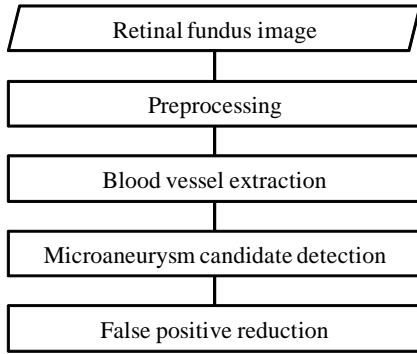 Retinal fundus image
Preprocessing
Blood vessel extraction
Microaneurysm candidate detection
False positive reduction